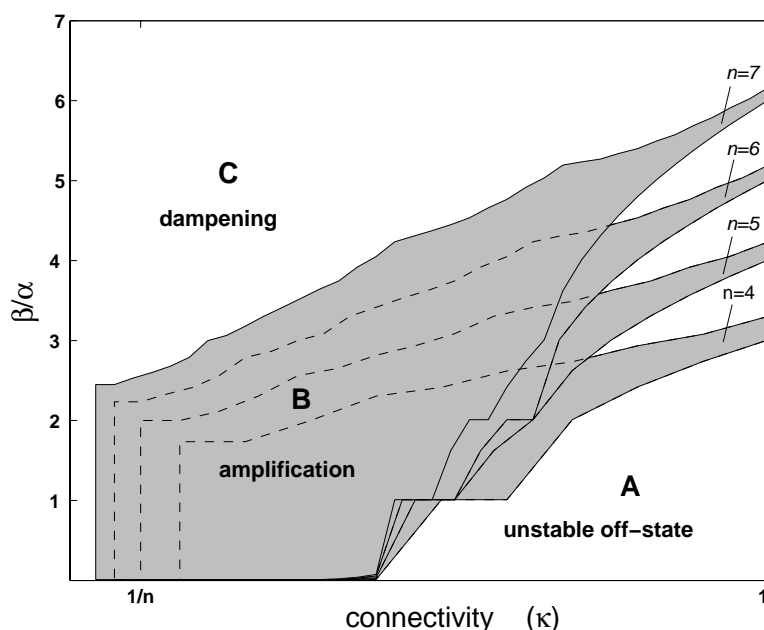 7
6
5
4
3
2
1
β/α
C
dampening
B
amplification
A
unstable off−state
n=7
n=6
n=5
n=4
1/n
1
connectivity (κ)